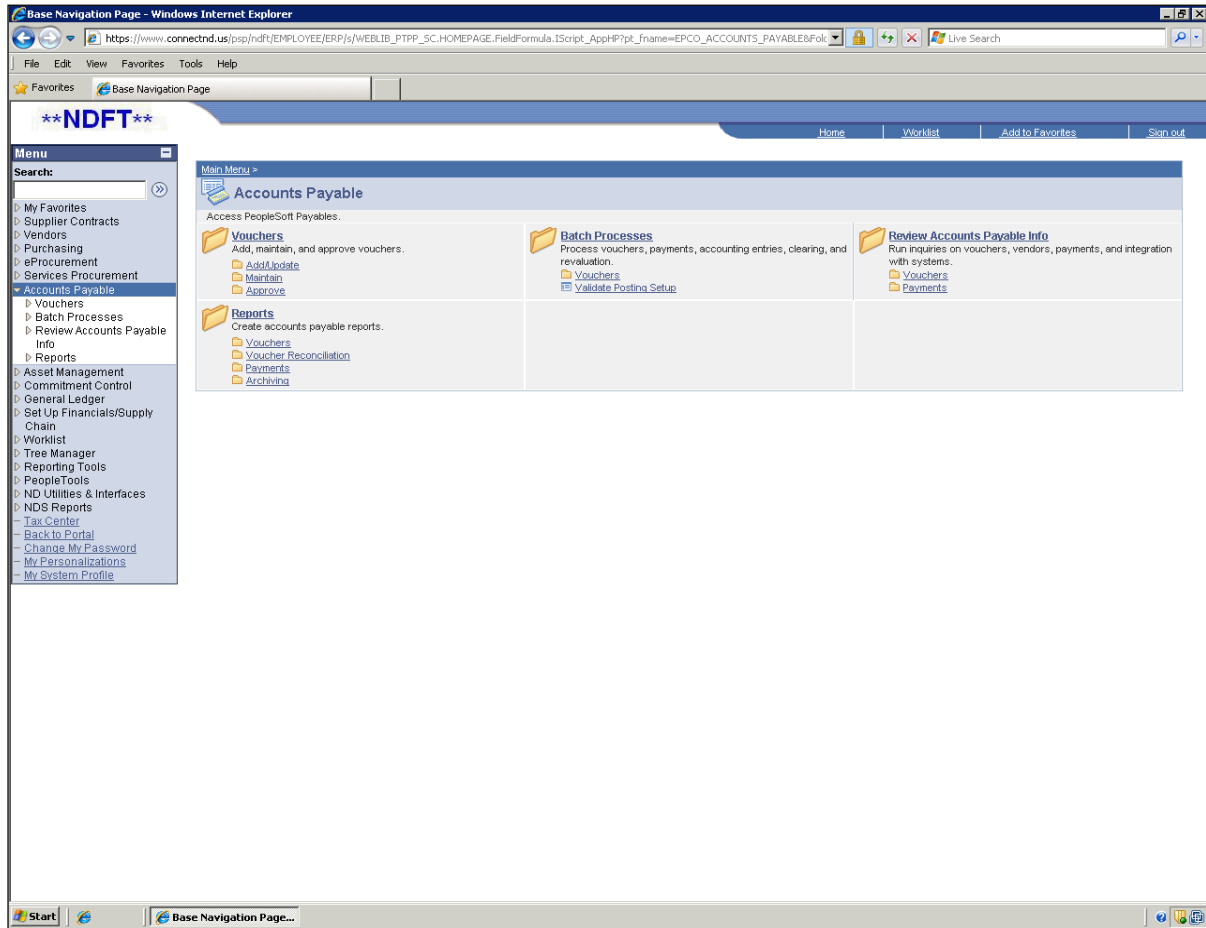 Base Navigation Page - Windows Internet Explorer
https://www.connectnd.us/psp/ndft/EMPLOYEE/ERP/s/WEBLIB_PTPP_SC.HOMEPAGE.FieldFormula.IScript_AppHP?pt_fname=EPCO_ACCOUNTS_PAYABLE&Folc
Live Search
File Edit View Favorites Tools Help
Favorites Base Navigation Page
**NDFT**
Home Worklist Add to Favorites Sign out
Menu
Search:
My Favorites
Supplier Contracts
Vendors
Purchasing
eProcurement
Services Procurement
Accounts Payable
Vouchers
Batch Processes
Review Accounts Payable
Info
Reports
Asset Management
Commitment Control
General Ledger
Set Up Financials/Supply
Chain
Worklist
Tree Manager
Reporting Tools
PeopleTools
ND Utilities & Interfaces
NDS Reports
Tax Center
Back to Portal
Change My Password
My Personalizations
My System Profile
Main Menu >
Accounts Payable
Access PeopleSoft Payables.
Vouchers
Add, maintain, and approve vouchers.
Add/Update
Maintain
Approve
Batch Processes
Process vouchers, payments, accounting entries, clearing, and
revaluation.
Vouchers
Validate Posting Setup
Review Accounts Payable Info
Run inquiries on vouchers, vendors, payments, and integration
with systems.
Vouchers
Payments
Reports
Create accounts payable reports.
Vouchers
Voucher Reconciliation
Payments
Archiving
Start Base Navigation Page...